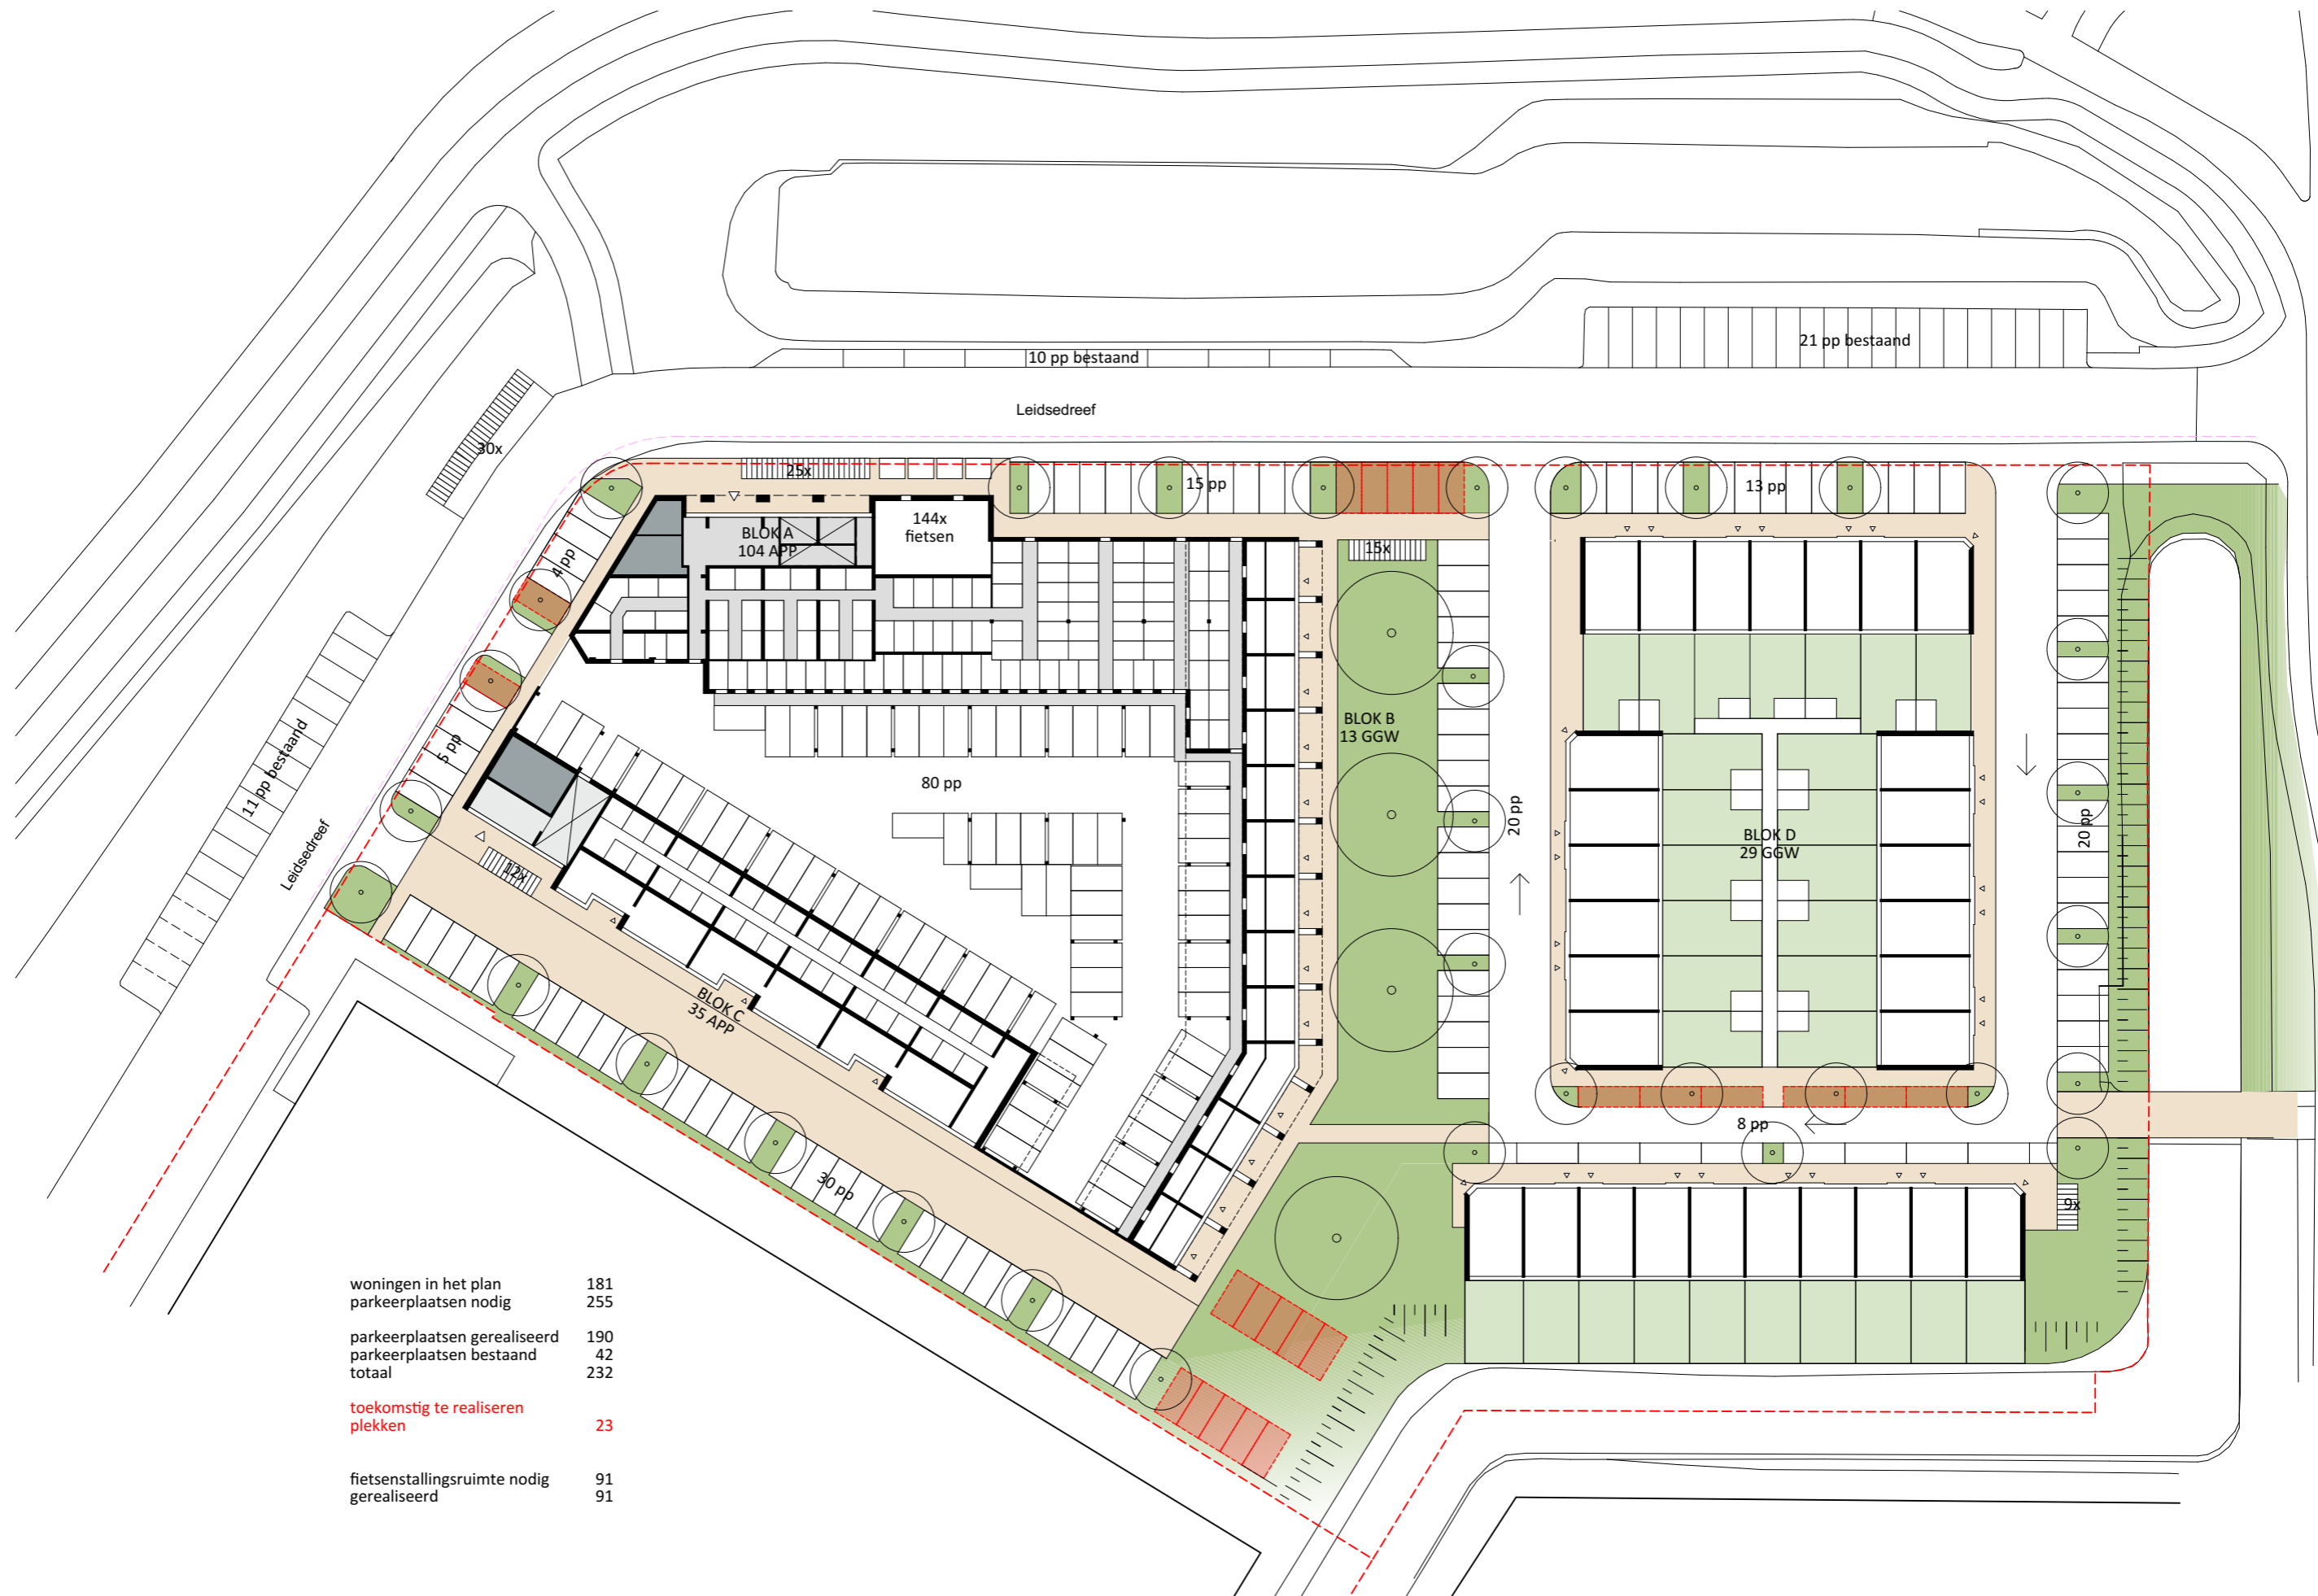 21 pp bestaand
10 pp bestaand
Leidsedreef
30x
25x
15 pp
13 pp
144x
fietsen
BLOK A
104 APP
15x
4 pp
BLOK B
13 GGW
5 pp
11 pp bestaand
80 pp
20 pp
BLOK D
29 GGW
20 pp
Leidsedreef
12x
BLOK C
35 APP
8 pp
30 pp
9x
woningen in het plan 181
parkeerplaatsen nodig 255
parkeerplaatsen gerealiseerd 190
parkeerplaatsen bestaand 42
totaal 232
toekomstig te realiseren
plekken 23
fietsenstallingsruimte nodig 91
gerealiseerd 91